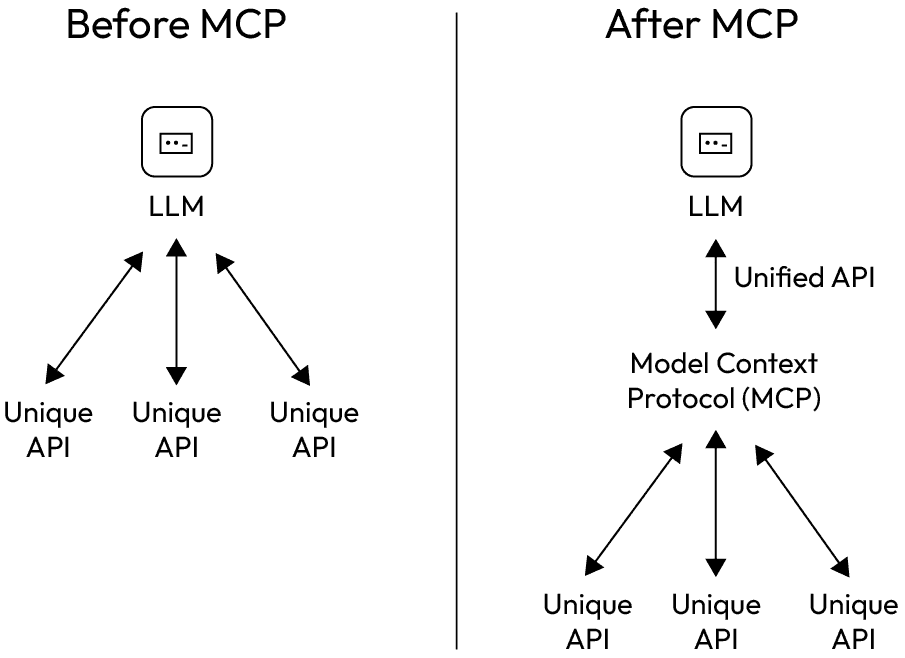 Before MCP
LLM
Unique
API
Unique
API
Unique
API
After MCP
LLM
Unified API
Model Context
Protocol (MCP)
Unique
API
Unique
API
Unique
API